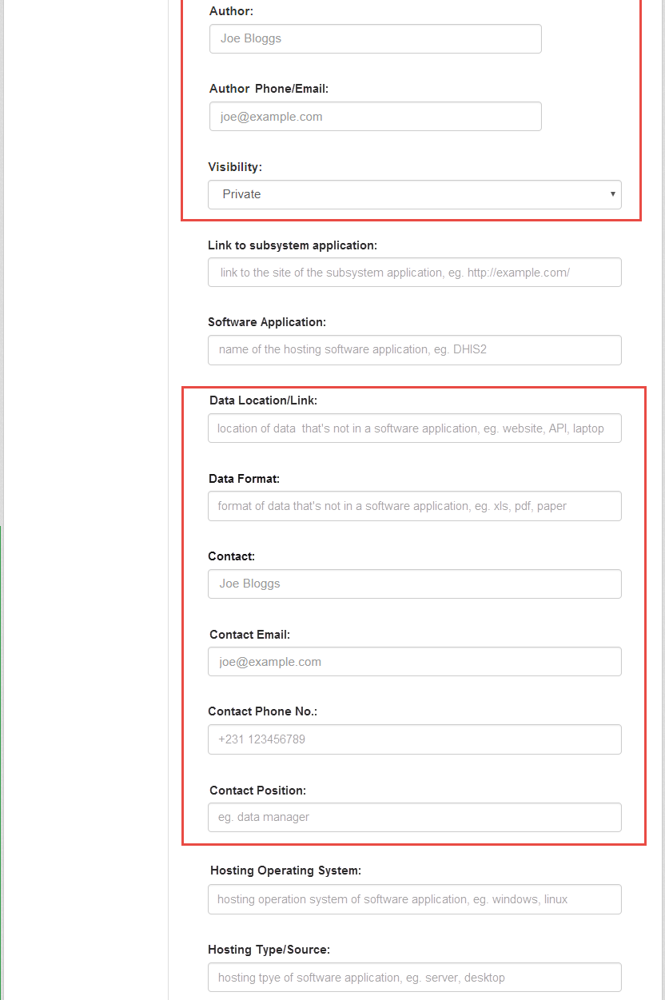 Author:
Joe Bloggs
Author Phone/Email:
joe@example.com
Visibility:
Private
Link to subsystem application:
link to the site of the subsystem application, eg. http://example.com/
Software Application:
name of the hosting software application, eg. DHIS2
Data Location/Link:
location of data that's not in a software application, eg. website, API, laptop
Data Format:
format of data that's not in a software application, eg. xls, pdf, paper
Contact:
Joe Bloggs
Contact Email:
joe@example.com
Contact Phone No.:
+231 123456789
Contact Position:
eg. data manager
Hosting Operating System:
hosting operation system of software application, eg. windows, linux
Hosting Type/Source:
hosting tpye of software application, eg. server, desktop